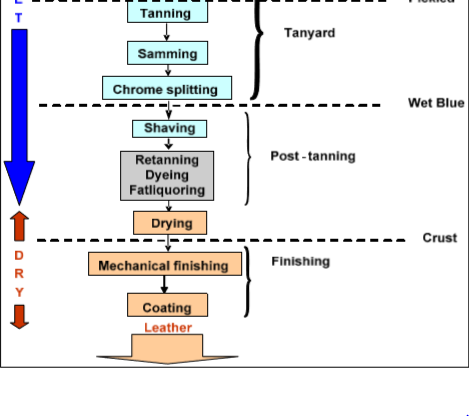 E
T
Tanning
Tanyard
Samming
Chrome splitting
Wet Blue
Shaving
Post - tanning
Retanning
Dyeing
Fatliquoring
Drying
Crust
D
R
Y
Mechanical finishing
Finishing
Coating
Leather